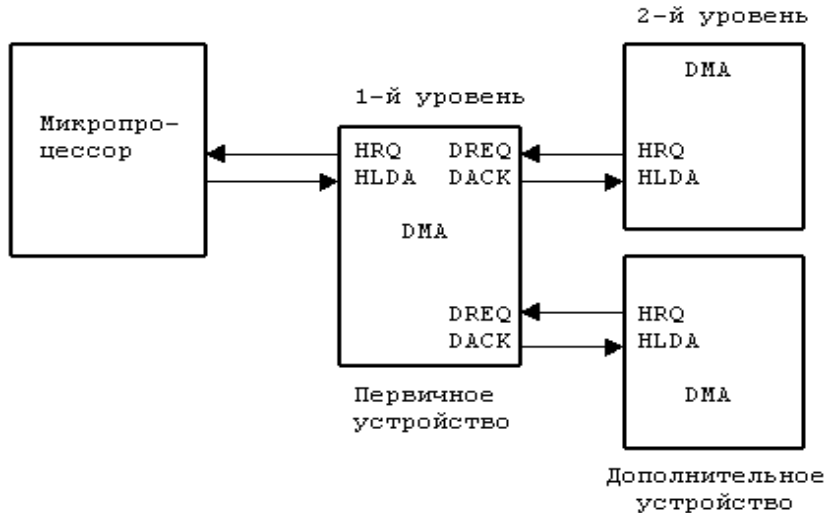 2-й уровень
DMA
1-й уровень
Микропро-
цессор
HRQ DREQ
HLDA DACK
HRQ
HLDA
DMA
DREQ
DACK
HRQ
HLDA
DMA
Первичное
устройство
Дополнительное
устройство